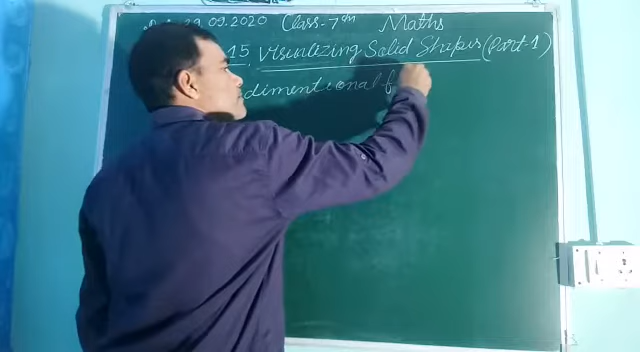 29.09.2020 Class-7th Maths
15 Visualizing Solid Shapes (Part-1)
dimentional f